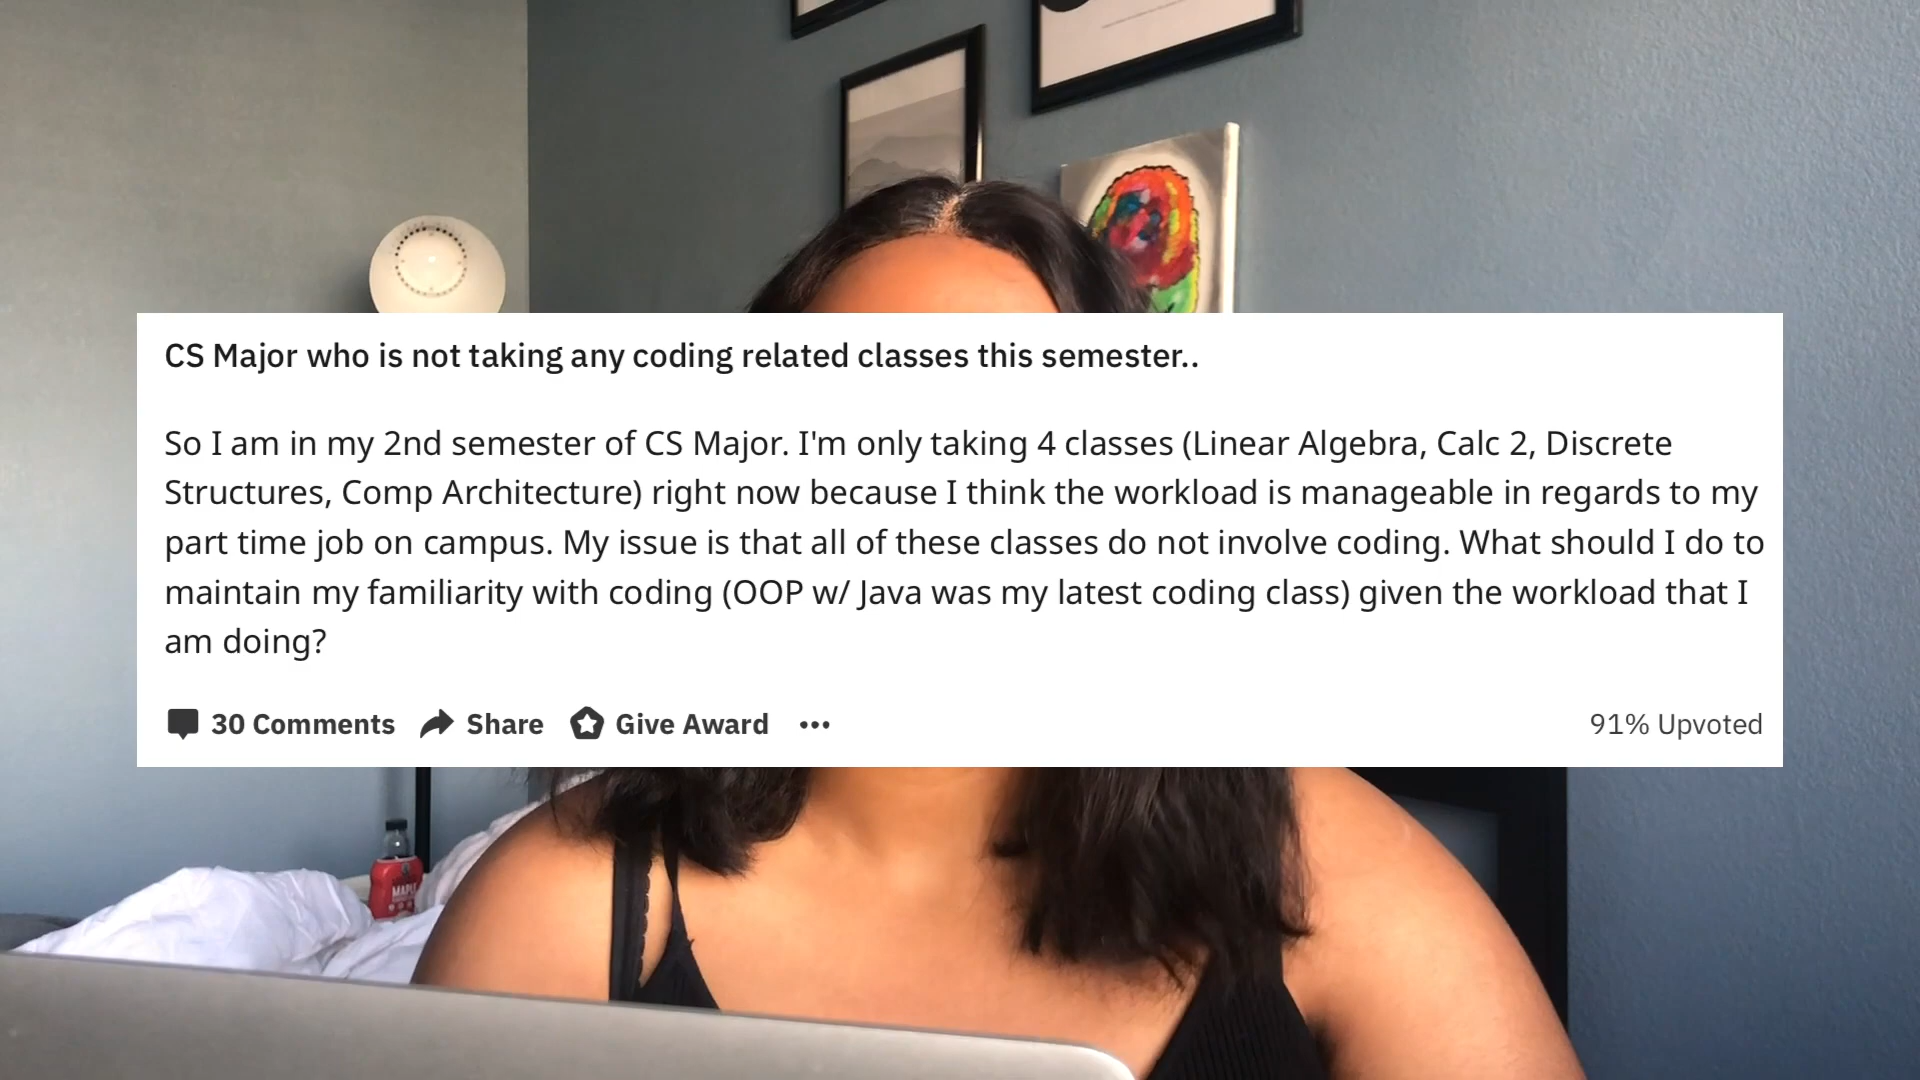 CS Major who is not taking any coding related classes this semester..
So I am in my 2nd semester of CS Major. I'm only taking 4 classes (Linear Algebra, Calc 2, Discrete
Structures, Comp Architecture) right now because I think the workload is manageable in regards to my
part time job on campus. My issue is that all of these classes do not involve coding. What should I do to
maintain my familiarity with coding (OOP w/ Java was my latest coding class) given the workload that I
am doing?
30 Comments Share Give Award ••• 91% Upvoted
MAPLE